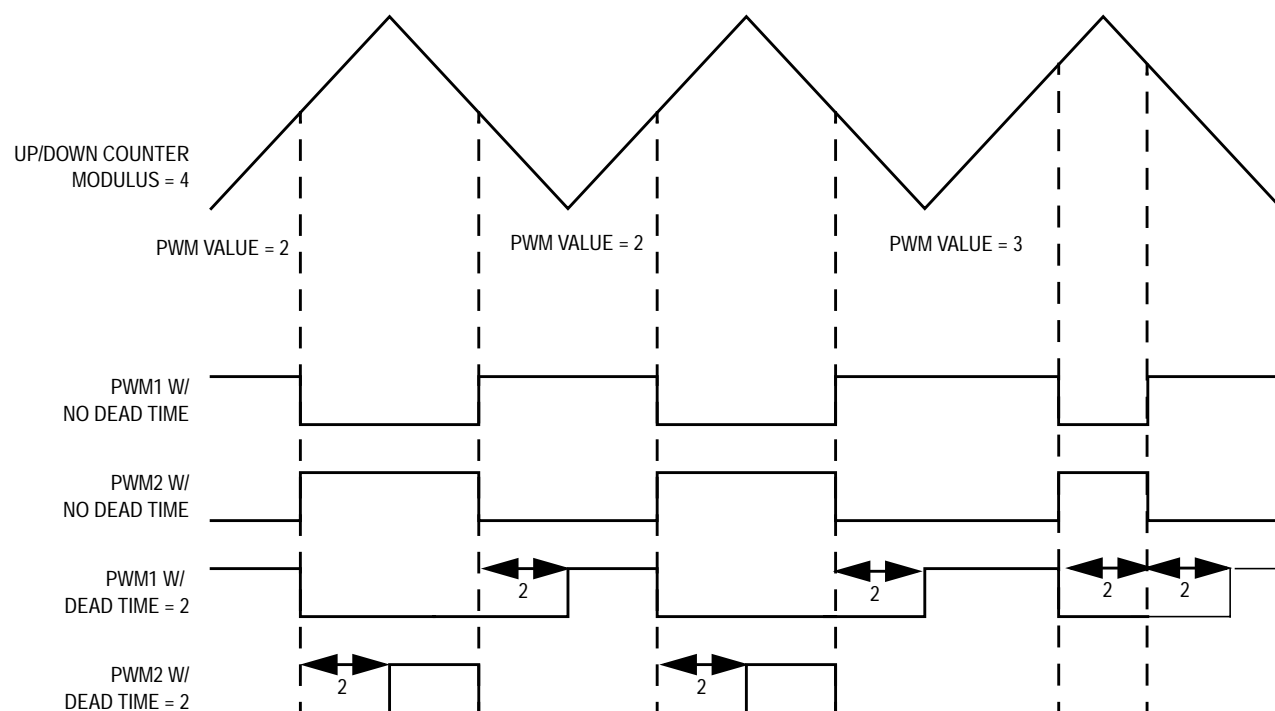 UP/DOWN COUNTER
MODULUS = 4
PWM VALUE = 2
PWM VALUE = 2
PWM VALUE = 3
PWM1 W/
NO DEAD TIME
PWM2 W/
NO DEAD TIME
PWM1 W/
DEAD TIME = 2
2
2
2
2
PWM2 W/
DEAD TIME = 2
2
2